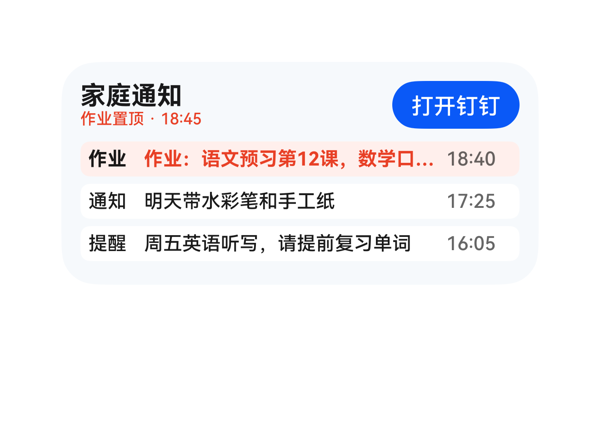 家庭通知
作业置顶 · 18:45
打开钉钉
作业 作业：语文预习第12课，数学口... 18:40
通知 明天带水彩笔和手工纸 17:25
提醒 周五英语听写，请提前复习单词 16:05